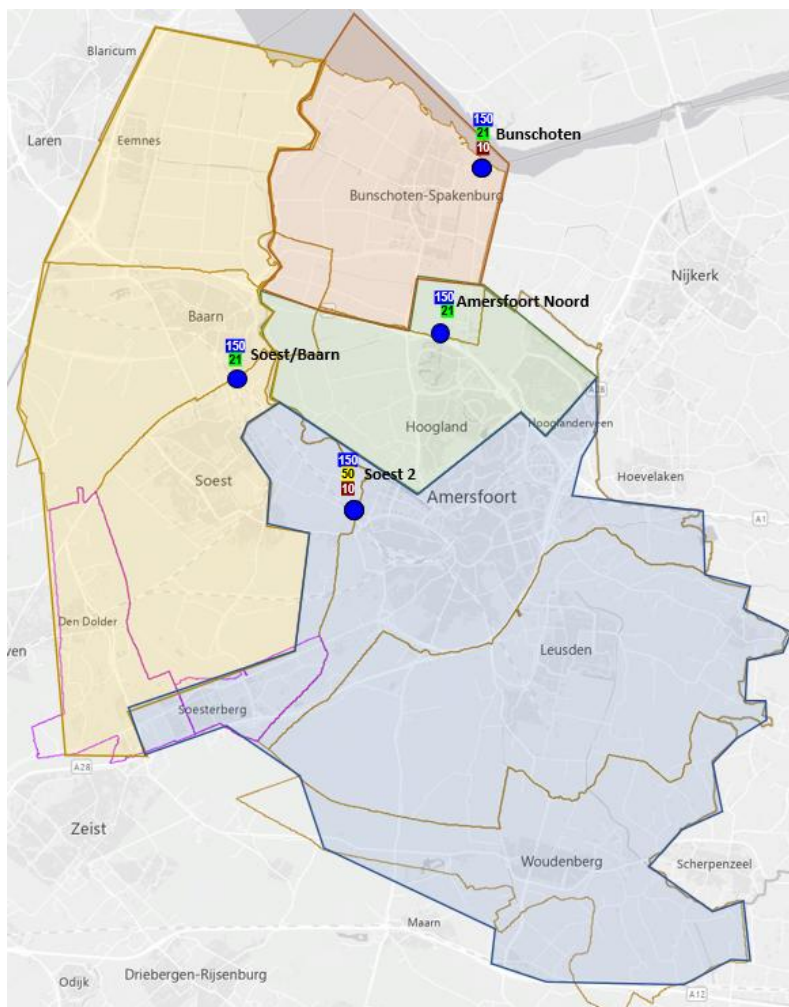 Blaricum
Laren
Eemnes
150
21
Bunschoten
10
Bunschoten-Spakenburg
Nijkerk
150
Amersfoort Noord
21
Baarn
150
21
Soest/Baarn
A28
Hoogland
Hooglanderveen
150
50
Soest 2
10
Soest
Amersfoort
Hoevelaken
A1
Den Dolder
ven
Leusden
Soesterberg
A28
Zeist
Woudenberg
Scherpenzeel
Maarn
Odijk
Driebergen-Rijsenburg
A12